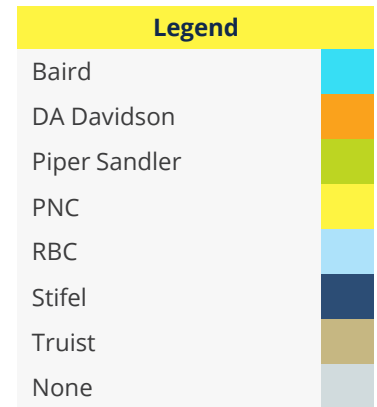 Legend
Baird
DA Davidson
Piper Sandler
PNC
RBC
Stifel
Truist
None